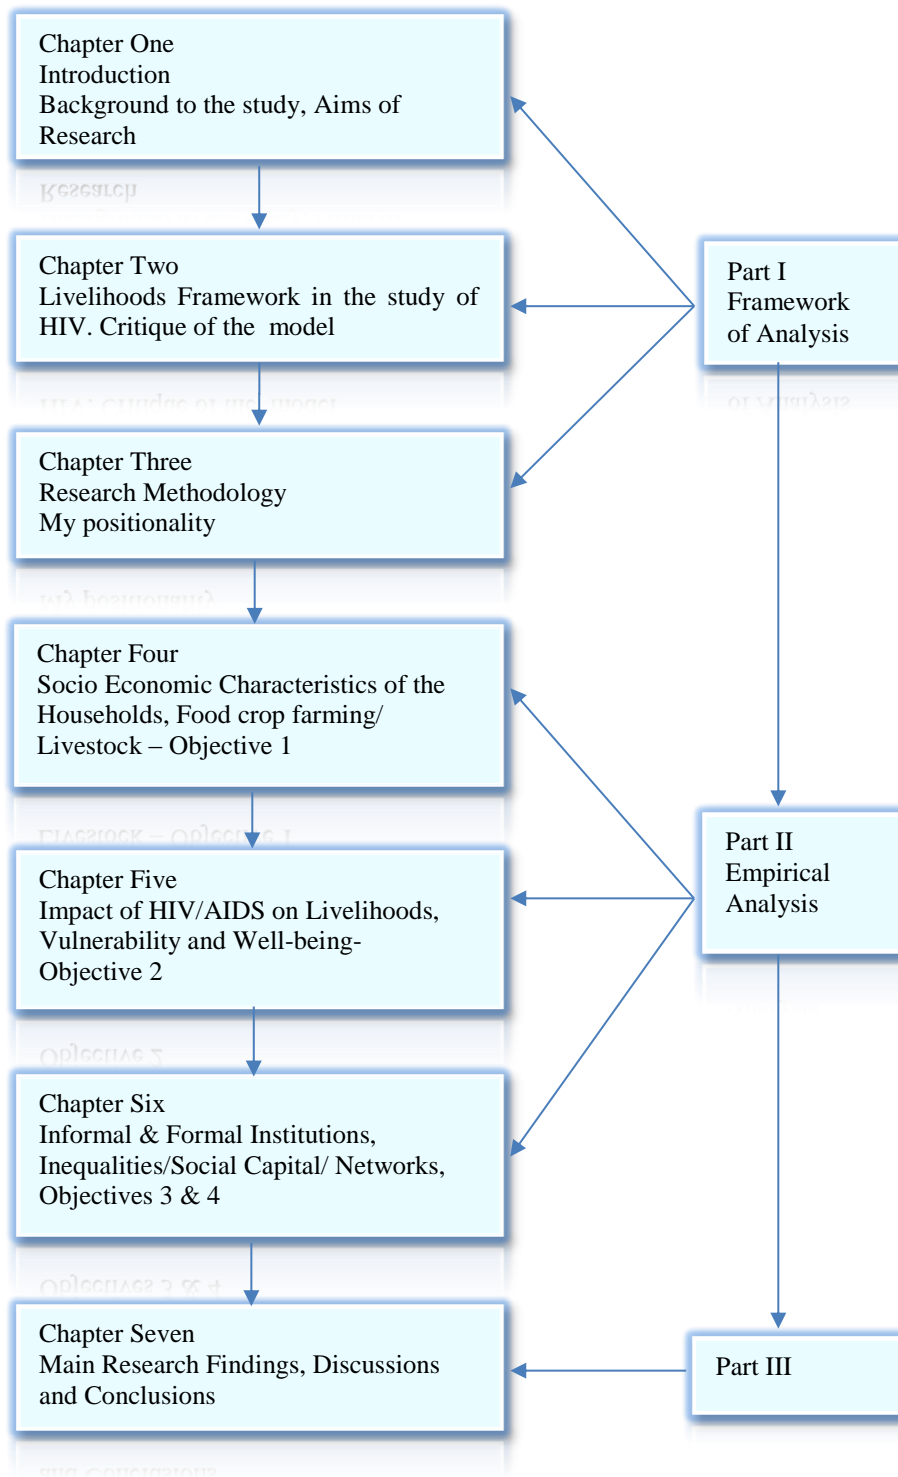 Chapter One
Introduction
Background to the study, Aims of
Research
Chapter Two
Livelihoods Framework in the study of
HIV. Critique of the model
Part I
Framework
of Analysis
Chapter Three
Research Methodology
My positionality
Chapter Four
Socio Economic Characteristics of the
Households, Food crop farming/
Livestock – Objective 1
Chapter Five
Impact of HIV/AIDS on Livelihoods,
Vulnerability and Well-being-
Objective 2
Part II
Empirical
Analysis
Chapter Six
Informal & Formal Institutions,
Inequalities/Social Capital/ Networks,
Objectives 3 & 4
Chapter Seven
Main Research Findings, Discussions
and Conclusions
Part III